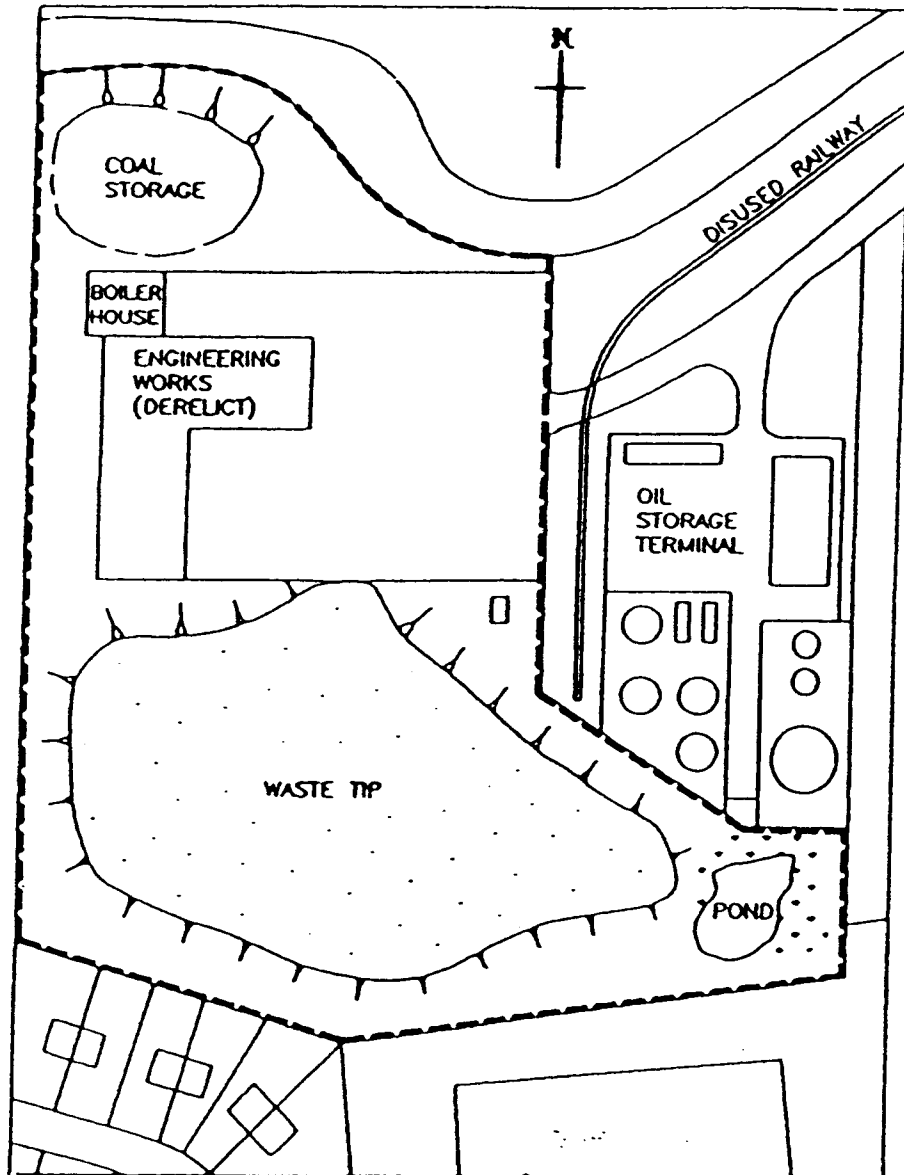 N
DISUSED RAILWAY
COAL
STORAGE
BOILER
HOUSE
ENGINEERING
WORKS
(DERELICT)
OIL
STORAGE
TERMINAL
WASTE TIP
POND